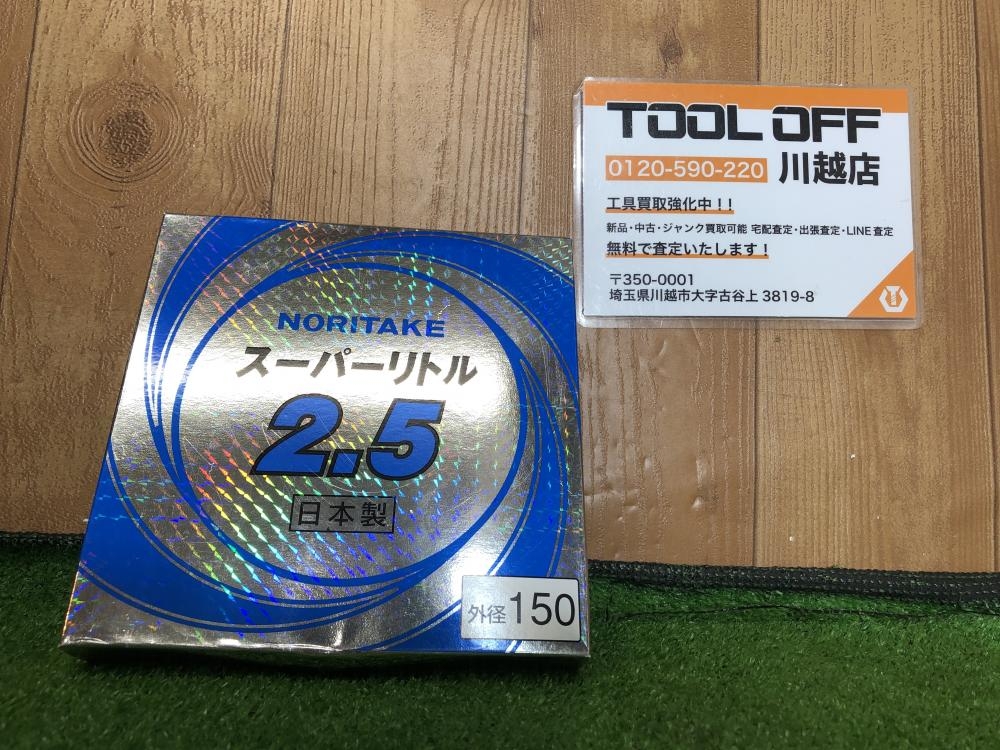 NORITAKE
スーパーリトル
2.5
日本製
外径150
TOOL OFF
0120-590-220 川越店
工具買取強化中！！
新品・中古・ジャンク買取可能 宅配査定・出張査定・LINE査定
無料で査定いたします！
〒350-0001
埼玉県川越市大字古谷上 3819-8